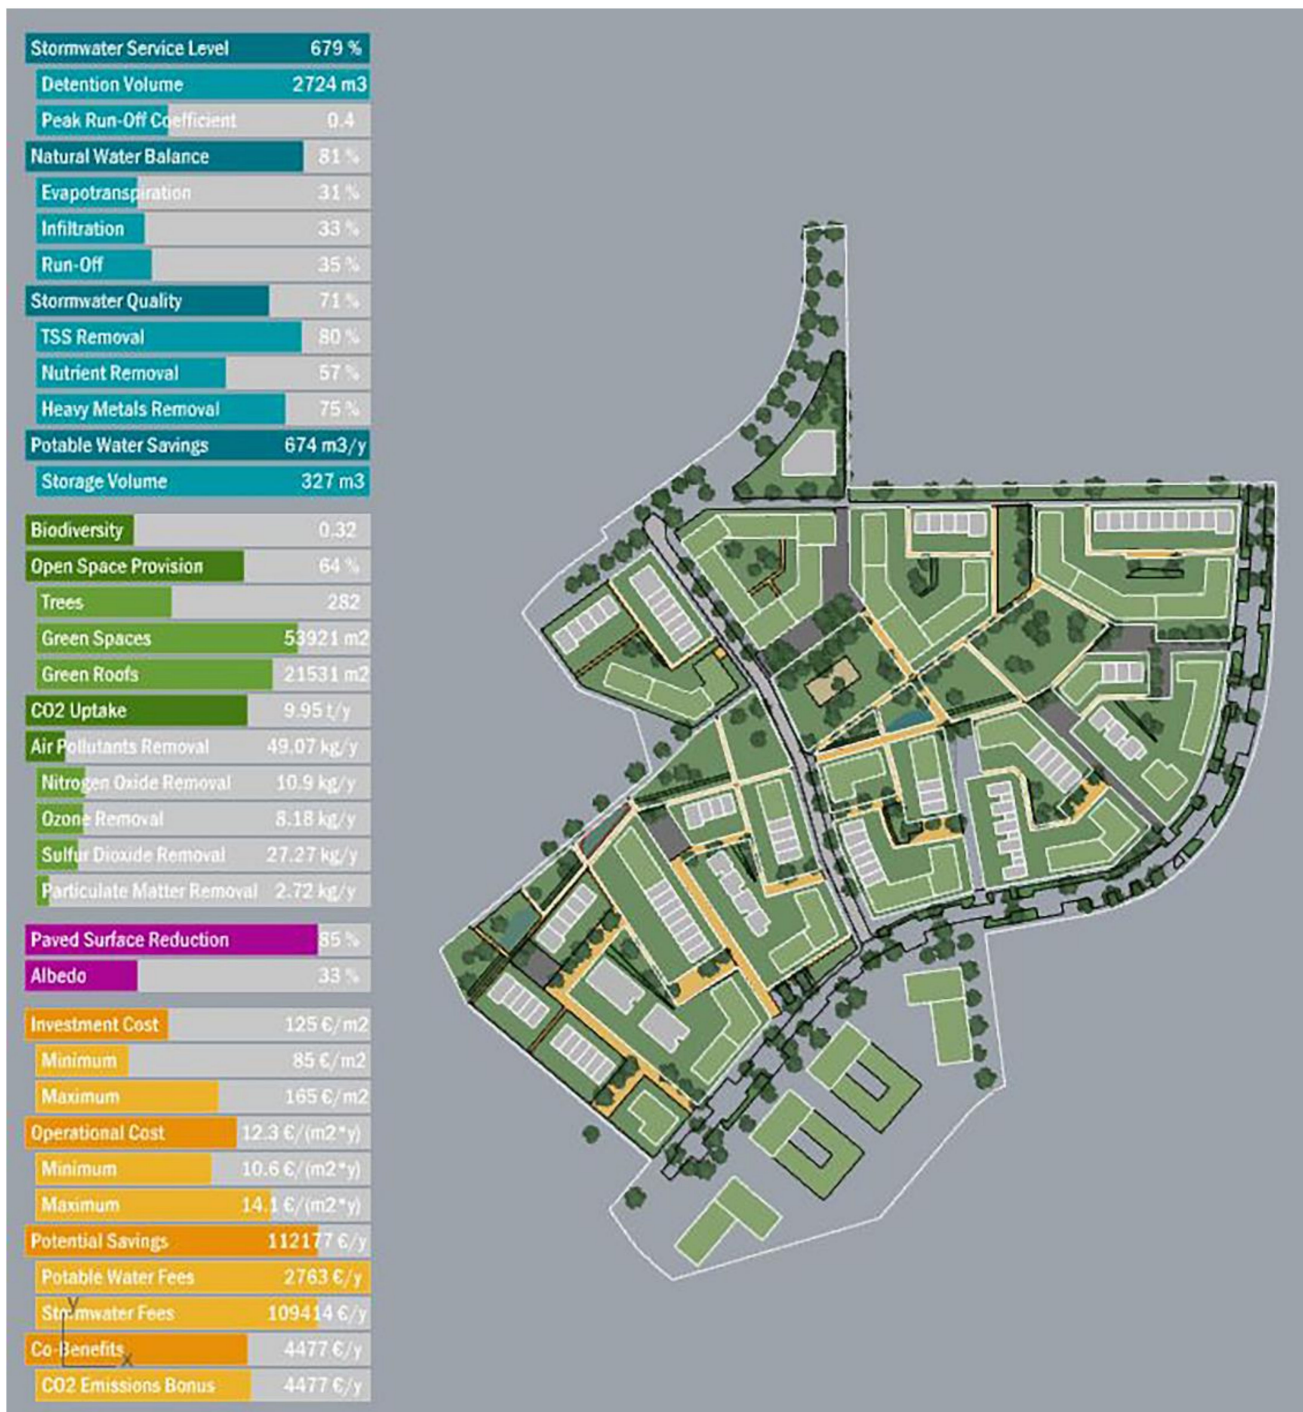 Stormwater Service Level 679 %
Detention Volume 2724 m3
Peak Run-Off Coefficient 0.4
Natural Water Balance 81 %
Evapotranspiration 31 %
Infiltration 33 %
Run-Off 35 %
Stormwater Quality 71 %
TSS Removal 80 %
Nutrient Removal 57 %
Heavy Metals Removal 75 %
Potable Water Savings 674 m3/y
Storage Volume 327 m3
Biodiversity 0.32
Open Space Provision 64 %
Trees 282
Green Spaces 53921 m2
Green Roofs 21531 m2
CO2 Uptake 9.95 t/y
Air Pollutants Removal 49.07 kg/y
Nitrogen Oxide Removal 10.9 kg/y
Ozone Removal 8.18 kg/y
Sulfur Dioxide Removal 27.27 kg/y
Particulate Matter Removal 2.72 kg/y
Paved Surface Reduction 85 %
Albedo 33 %
Investment Cost 125 €/m2
Minimum 85 €/m2
Maximum 165 €/m2
Operational Cost 12.3 €/(m2*y)
Minimum 10.6 €/(m2*y)
Maximum 14.1 €/(m2*y)
Potential Savings 112177 €/y
Potable Water Fees 2763 €/y
y
Stormwater Fees 109414 €/y
Co-Benefits 4477 €/y
x
CO2 Emissions Bonus 4477 €/y